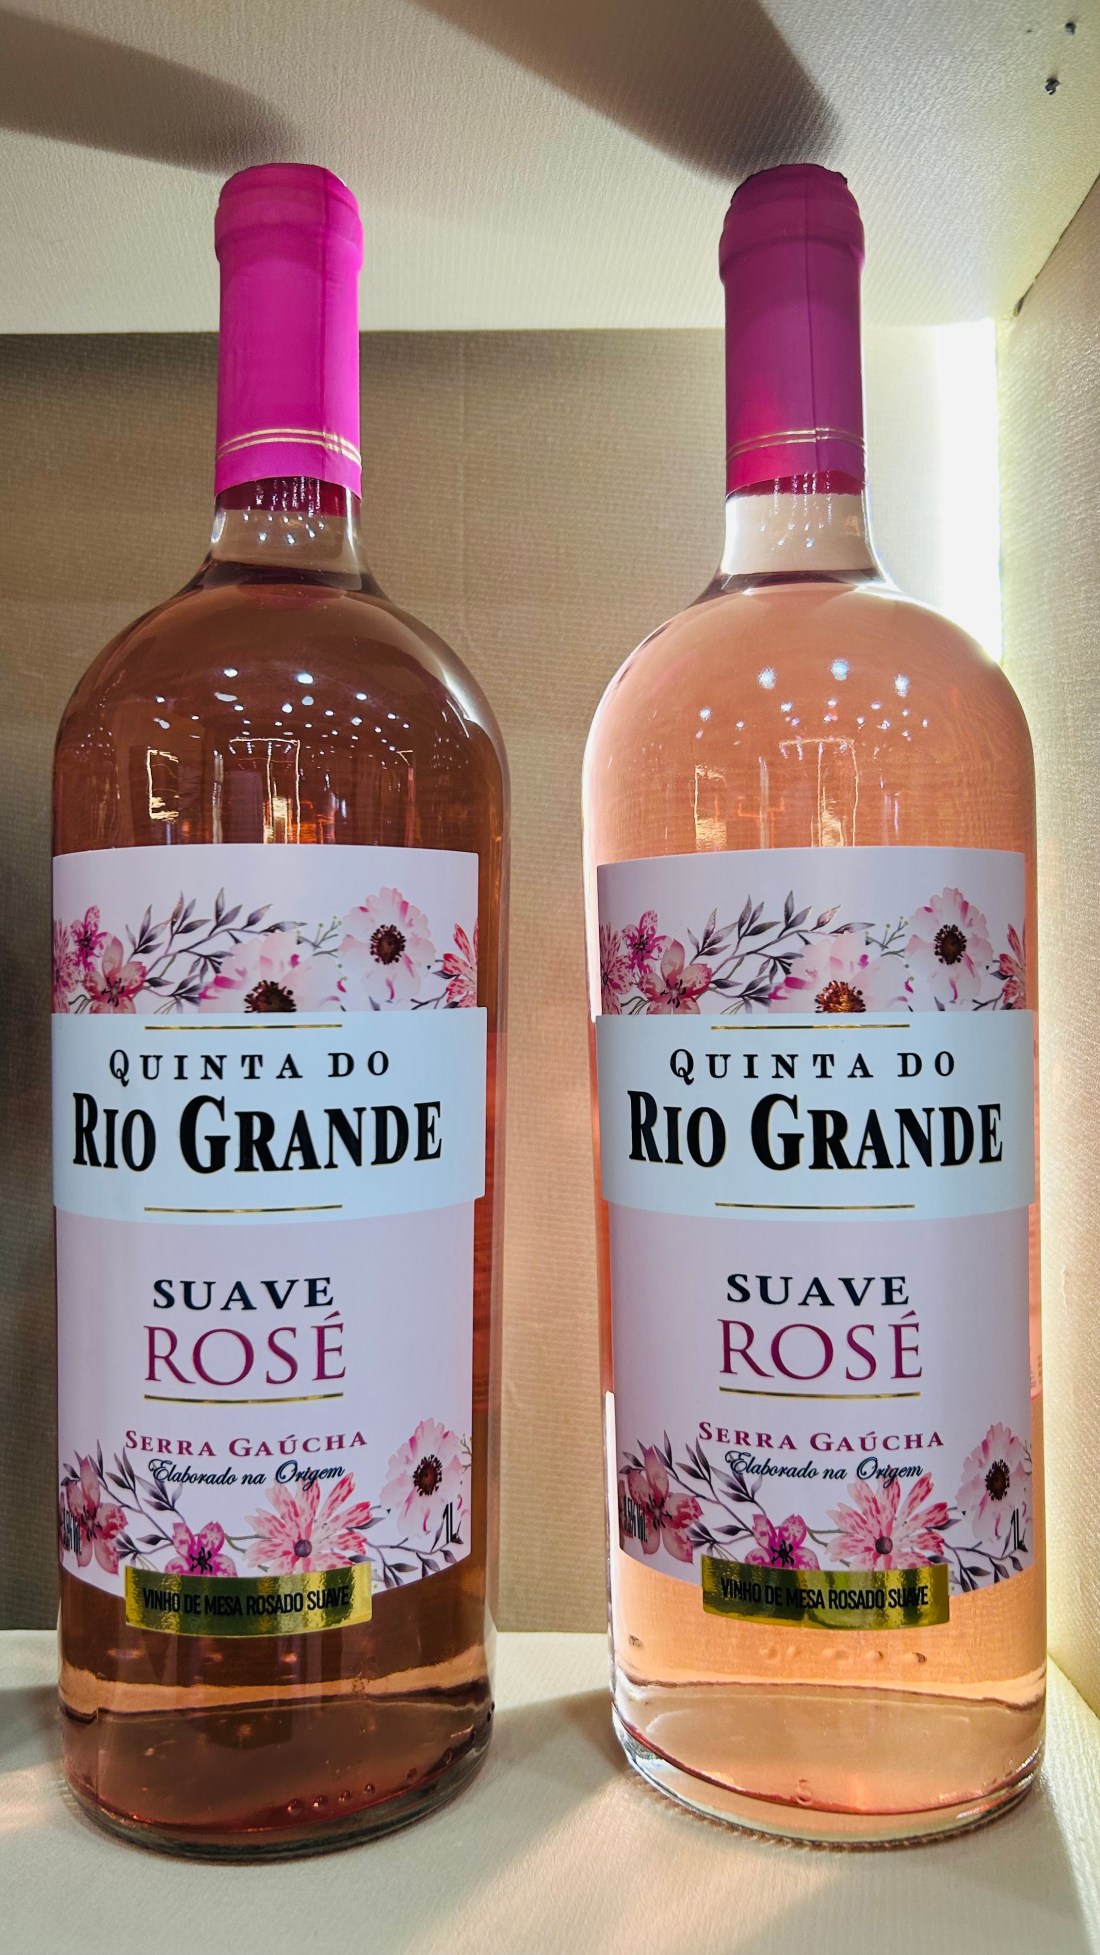 QUINTA DO
RIO GRANDE
SUAVE
ROSÉ
SERRA GAÚCHA
Elaborado na Origem
1L
VINHO DE MESA ROSADO SUAVE
QUINTA DO
RIO GRANDE
SUAVE
ROSÉ
SERRA GAÚCHA
Elaborado na Origem
1L
VINHO DE MESA ROSADO SUAVE